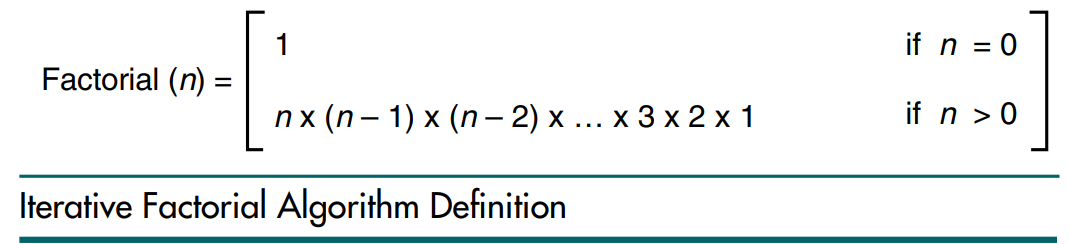 1 if n = 0
Factorial (n) =
n x (n – 1) x (n – 2) x … x 3 x 2 x 1 if n > 0
Iterative Factorial Algorithm Definition